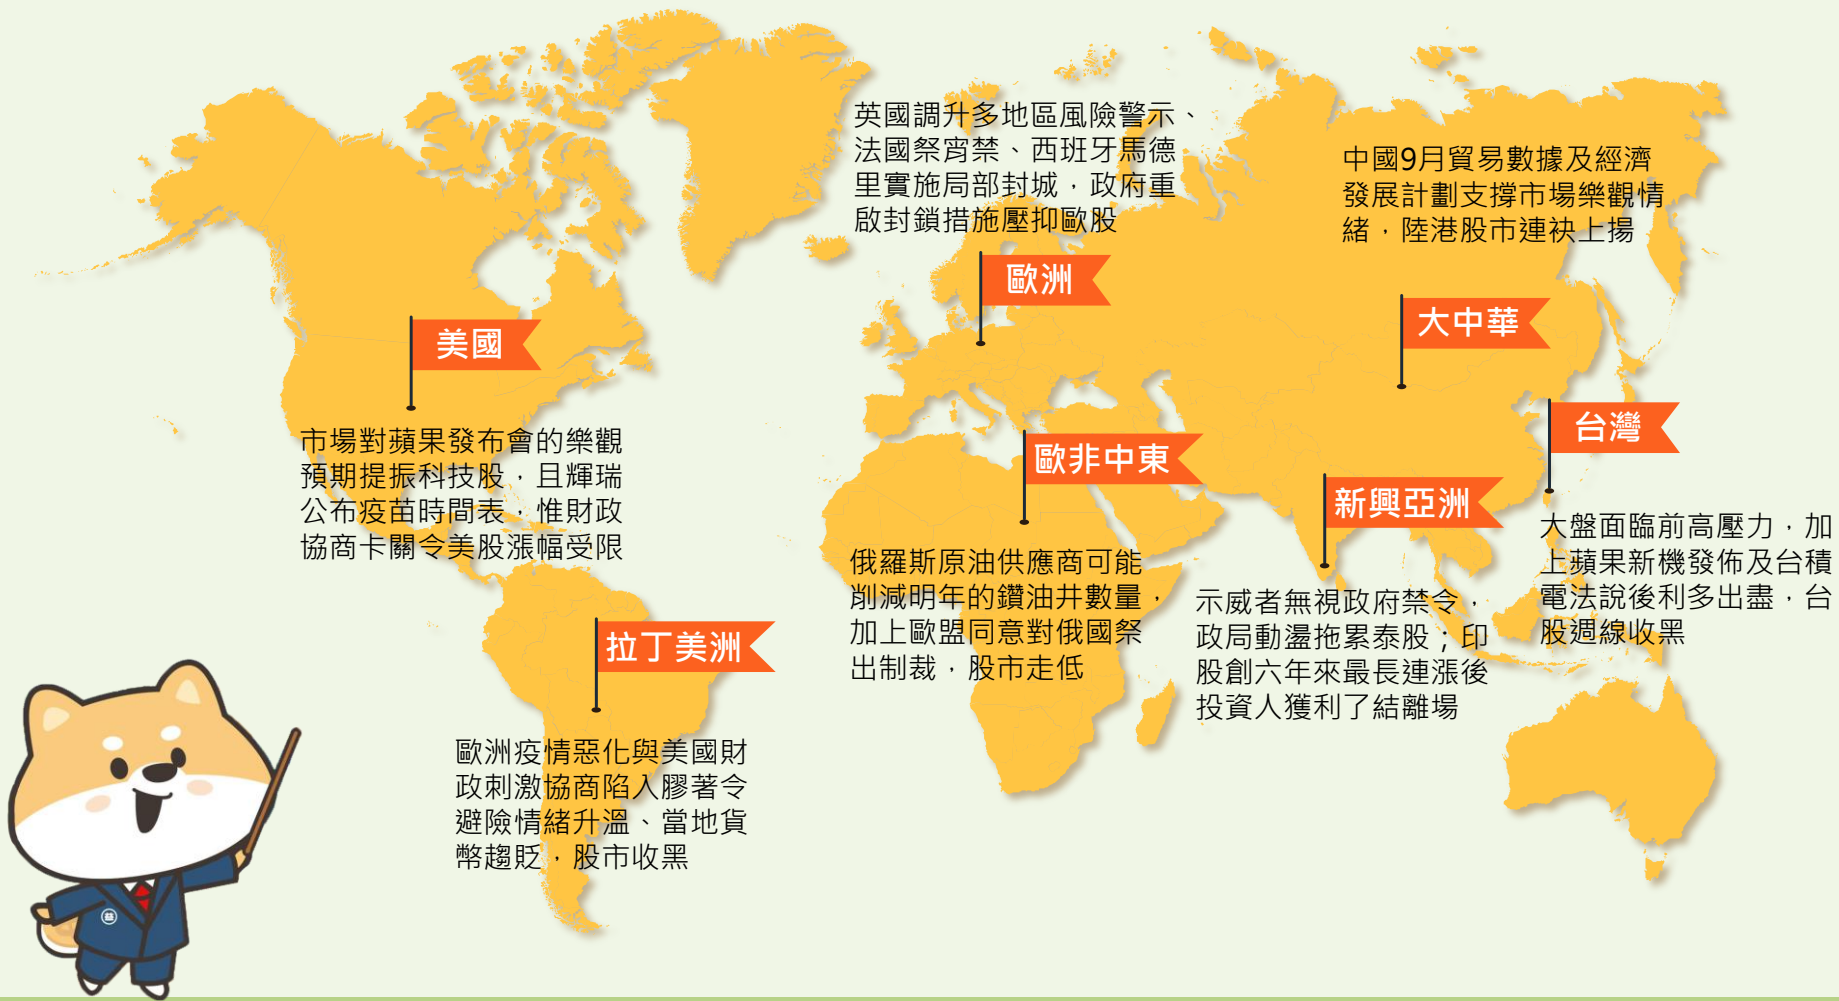 英國調升多地區風險警示、
法國祭宵禁、西班牙馬德
里實施局部封城，政府重
啟封鎖措施壓抑歐股
歐洲
中國9月貿易數據及經濟
發展計劃支撐市場樂觀情
緒，陸港股市連袂上揚
大中華
美國
市場對蘋果發布會的樂觀
預期提振科技股，且輝瑞
公布疫苗時間表，惟財政
協商卡關令美股漲幅受限
台灣
大盤面臨前高壓力，加
上蘋果新機發佈及台積
電法說後利多出盡，台
股週線收黑
歐非中東
俄羅斯原油供應商可能
削減明年的鑽油井數量，
加上歐盟同意對俄國祭
出制裁，股市走低
新興亞洲
示威者無視政府禁令，
政局動盪拖累泰股；印
股創六年來最長連漲後
投資人獲利了結離場
拉丁美洲
歐洲疫情惡化與美國財
政刺激協商陷入膠著令
避險情緒升溫、當地貨
幣趨貶，股市收黑